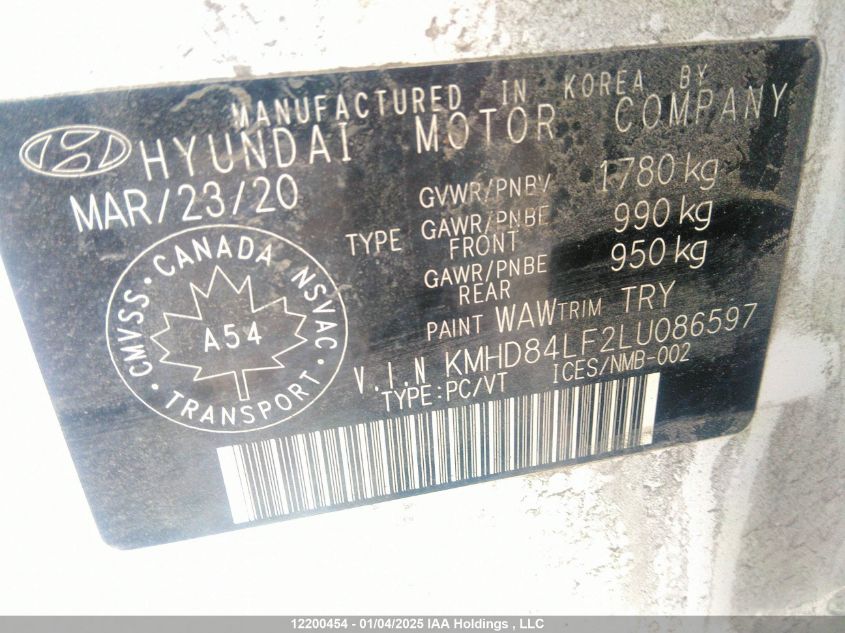 MANUFACTURED IN KOREA BY
HYUNDAI MOTOR COMPANY
MAR/23/20
GVWR/PNBV 1780 kg
TYPE GAWR/PNBE FRONT 990 kg
GAWR/PNBE REAR 950 kg
PAINT WAW TRIM TRY
V.I.N KMHD84LF2LU086597
TYPE:PC/VT ICES/NMB-002
CMVSS · CANADA NSVAC · TRANSPORT ·
A54
12200454 - 01/04/2025 IAA Holdings , LLC